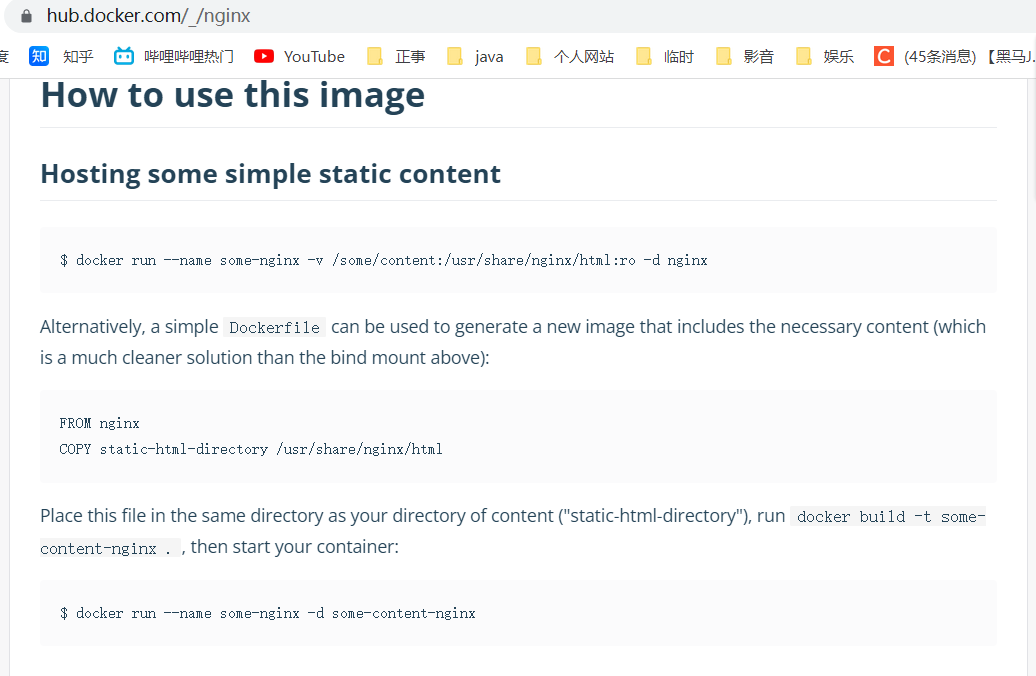 hub.docker.com/_/nginx
度 知 知乎 哔哩哔哩热门 YouTube 正事 java 个人网站 临时 影音 娱乐 C (45条消息) 【黑马J...
How to use this image
Hosting some simple static content
$ docker run --name some-nginx -v /some/content:/usr/share/nginx/html:ro -d nginx
Alternatively, a simple Dockerfile can be used to generate a new image that includes the necessary content (which
is a much cleaner solution than the bind mount above):
FROM nginx
COPY static-html-directory /usr/share/nginx/html
Place this file in the same directory as your directory of content ("static-html-directory"), run docker build -t some-
content-nginx . , then start your container:
$ docker run --name some-nginx -d some-content-nginx